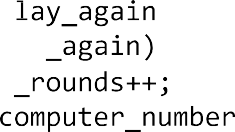 lay_again
_again)
_rounds++;
computer_number